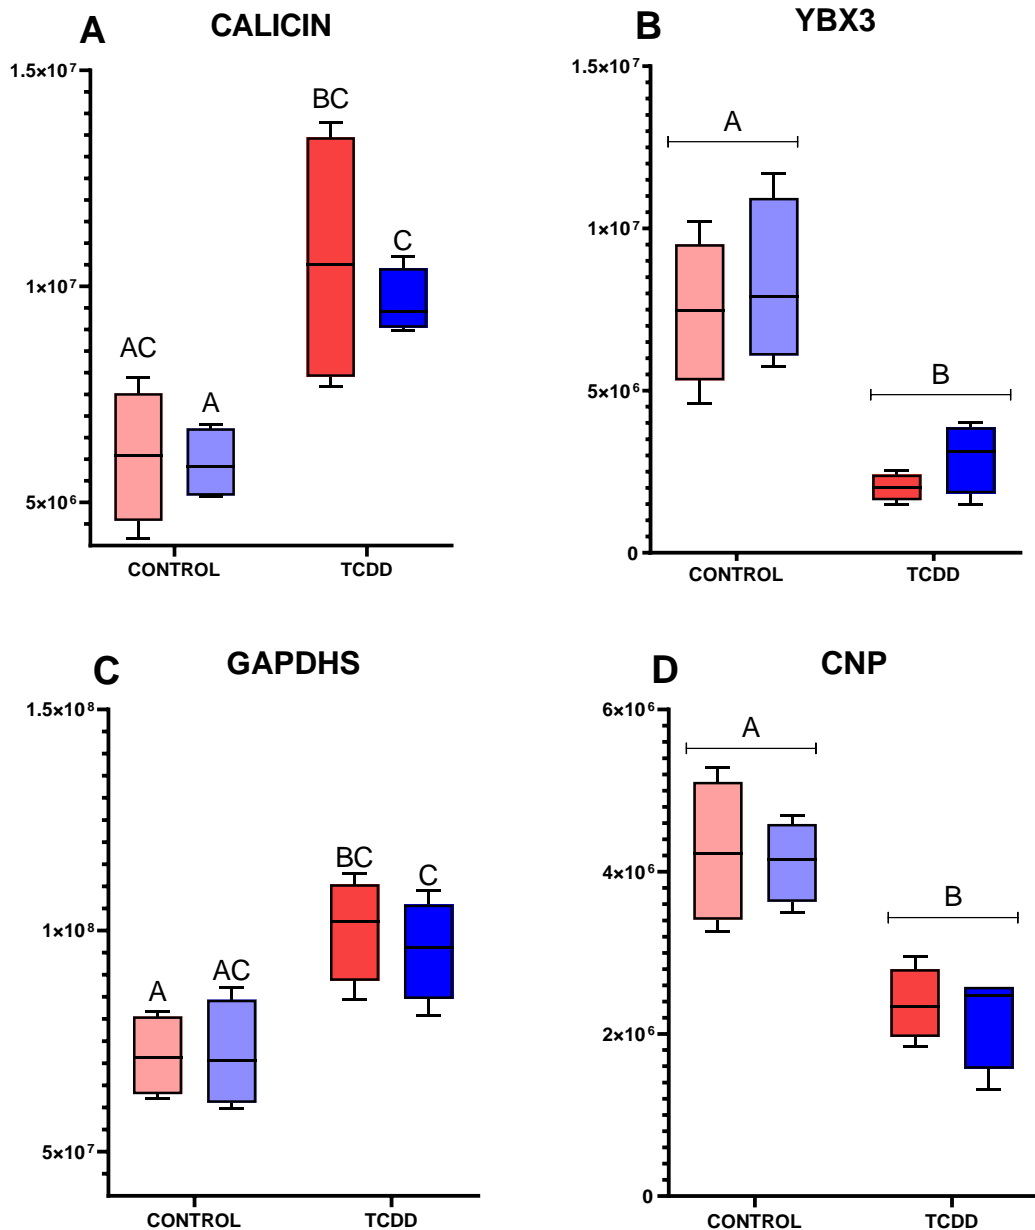 A CALICIN
1.5×10⁷
1×10⁷
5×10⁶
AC
A
BC
C
CONTROL TCDD
B YBX3
1.5×10⁷
1×10⁷
5×10⁶
0
A
B
CONTROL TCDD
C GAPDHS
1.5×10⁸
1×10⁸
5×10⁷
A
AC
BC
C
CONTROL TCDD
D CNP
6×10⁶
4×10⁶
2×10⁶
0
A
B
CONTROL TCDD